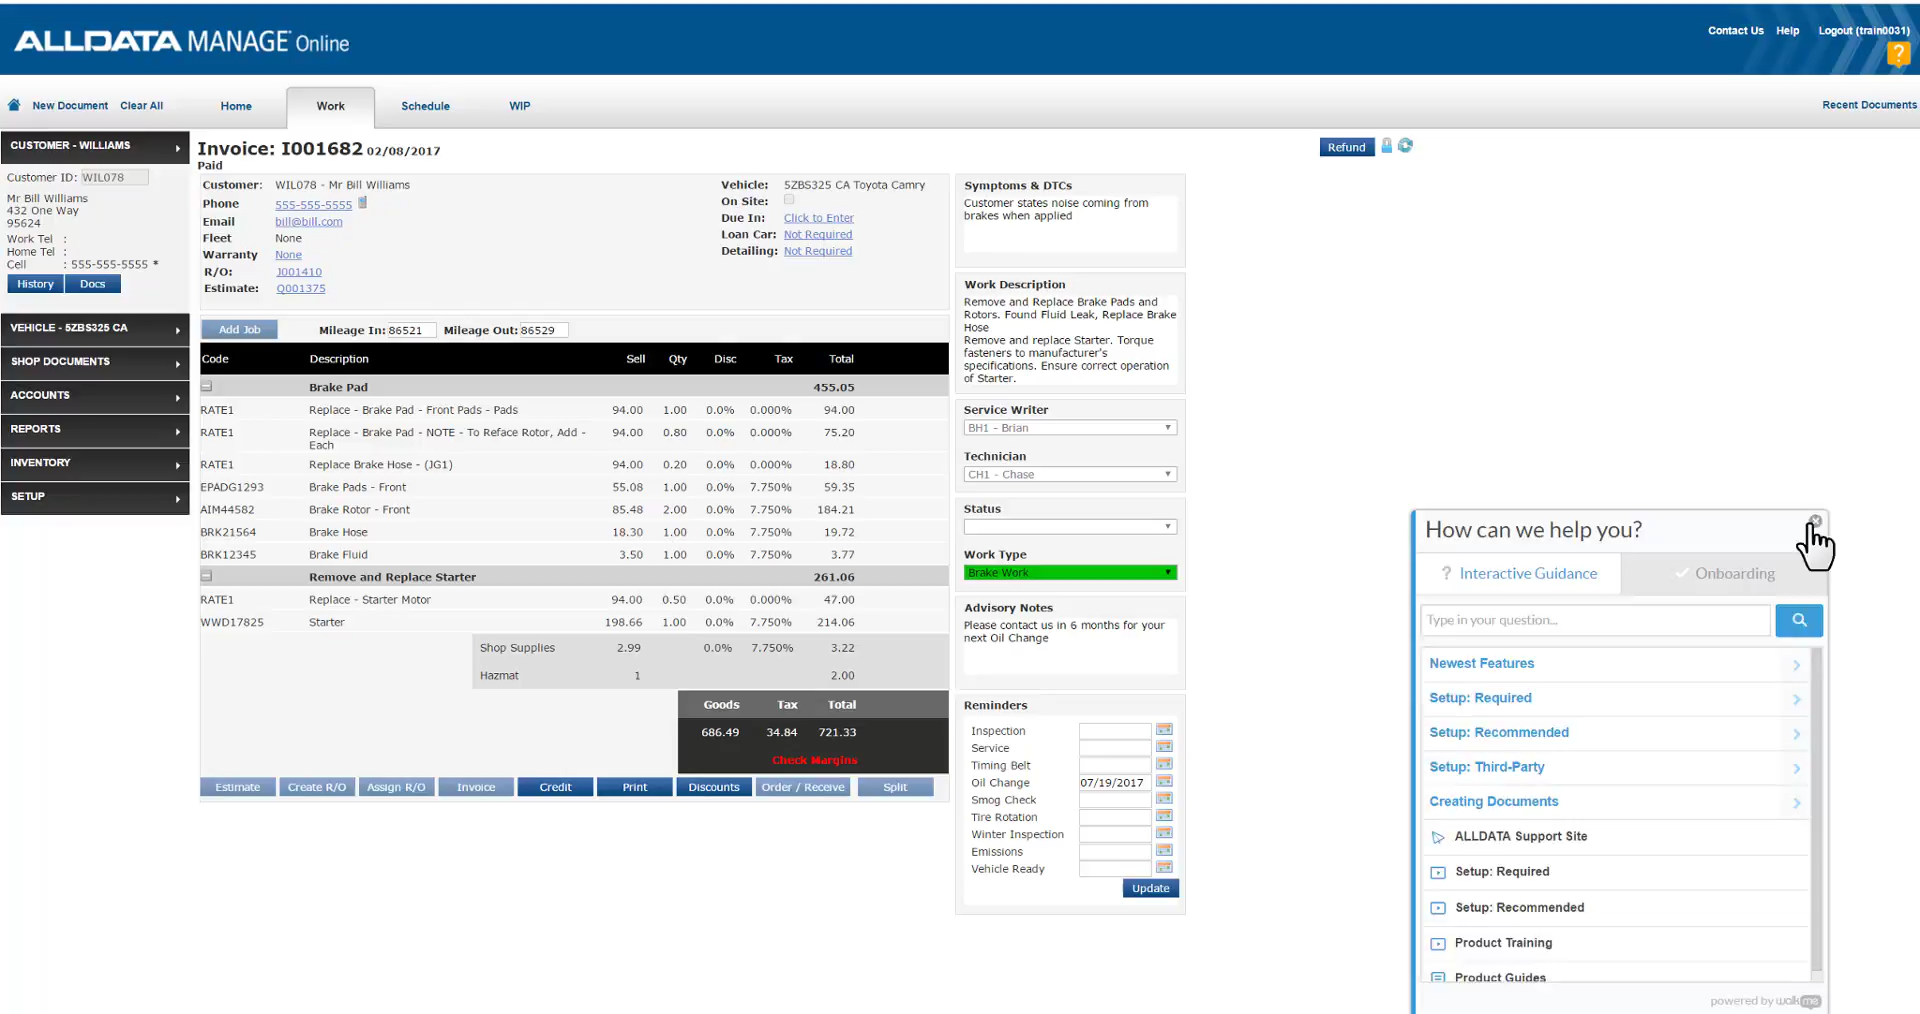 ALLDATA MANAGE Online
Contact Us Help Logout (train0031)
?
New Document Clear All Home Work Schedule WIP Recent Documents
CUSTOMER - WILLIAMS
Customer ID: WIL078
Mr Bill Williams
432 One Way
95624
Work Tel :
Home Tel :
Cell : 555-555-5555 *
History Docs
VEHICLE - 5ZBS325 CA
SHOP DOCUMENTS
ACCOUNTS
REPORTS
INVENTORY
SETUP
Invoice: I001682 02/08/2017
Paid
Refund
Customer: WIL078 - Mr Bill Williams
Phone 555-555-5555
Email bill@bill.com
Fleet None
Warranty None
R/O: J001410
Estimate: Q001375
Vehicle: 5ZBS325 CA Toyota Camry
On Site:
Due In: Click to Enter
Loan Car: Not Required
Detailing: Not Required
Add Job Mileage In: 86521 Mileage Out: 86529
Code Description Sell Qty Disc Tax Total
Brake Pad 455.05
RATE1 Replace - Brake Pad - Front Pads - Pads 94.00 1.00 0.0% 0.000% 94.00
RATE1 Replace - Brake Pad - NOTE - To Reface Rotor, Add - 94.00 0.80 0.0% 0.000% 75.20
Each
RATE1 Replace Brake Hose - (JG1) 94.00 0.20 0.0% 0.000% 18.80
EPADG1293 Brake Pads - Front 55.08 1.00 0.0% 7.750% 59.35
AIM44582 Brake Rotor - Front 85.48 2.00 0.0% 7.750% 184.21
BRK21564 Brake Hose 18.30 1.00 0.0% 7.750% 19.72
BRK12345 Brake Fluid 3.50 1.00 0.0% 7.750% 3.77
Remove and Replace Starter 261.06
RATE1 Replace - Starter Motor 94.00 0.50 0.0% 0.000% 47.00
WWD17825 Starter 198.66 1.00 0.0% 7.750% 214.06
Shop Supplies 2.99 0.0% 7.750% 3.22
Hazmat 1 2.00
Goods Tax Total
686.49 34.84 721.33
Check Margins
Estimate Create R/O Assign R/O Invoice Credit Print Discounts Order / Receive Split
Symptoms & DTCs
Customer states noise coming from
brakes when applied
Work Description
Remove and Replace Brake Pads and
Rotors. Found Fluid Leak, Replace Brake
Hose
Remove and replace Starter. Torque
fasteners to manufacturer's
specifications. Ensure correct operation
of Starter.
Service Writer
BH1 - Brian
Technician
CH1 - Chase
Status
Work Type
Brake Work
Advisory Notes
Please contact us in 6 months for your
next Oil Change
Reminders
Inspection
Service
Timing Belt
Oil Change 07/19/2017
Smog Check
Tire Rotation
Winter Inspection
Emissions
Vehicle Ready
Update
How can we help you?
? Interactive Guidance Onboarding
Type in your question...
Newest Features
Setup: Required
Setup: Recommended
Setup: Third-Party
Creating Documents
ALLDATA Support Site
Setup: Required
Setup: Recommended
Product Training
Product Guides
powered by walkme